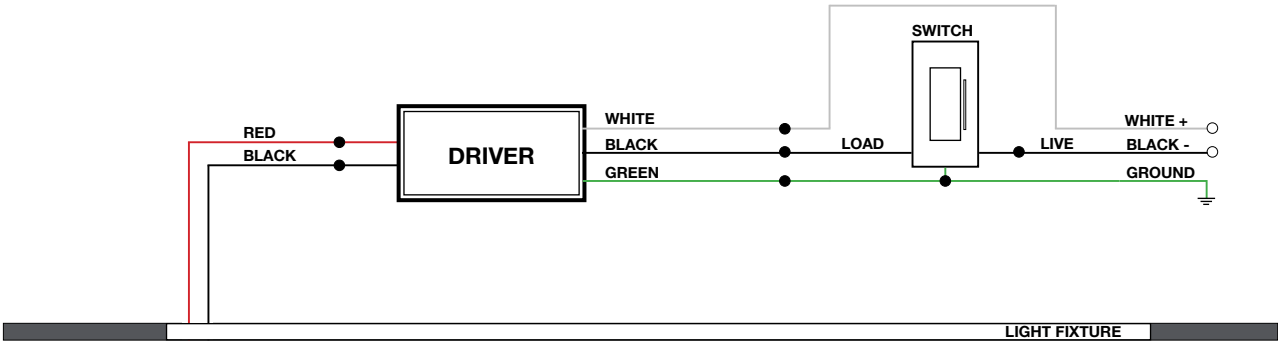 SWITCH
WHITE
WHITE +
RED
BLACK
LOAD
LIVE
BLACK -
BLACK
DRIVER
GREEN
GROUND
LIGHT FIXTURE